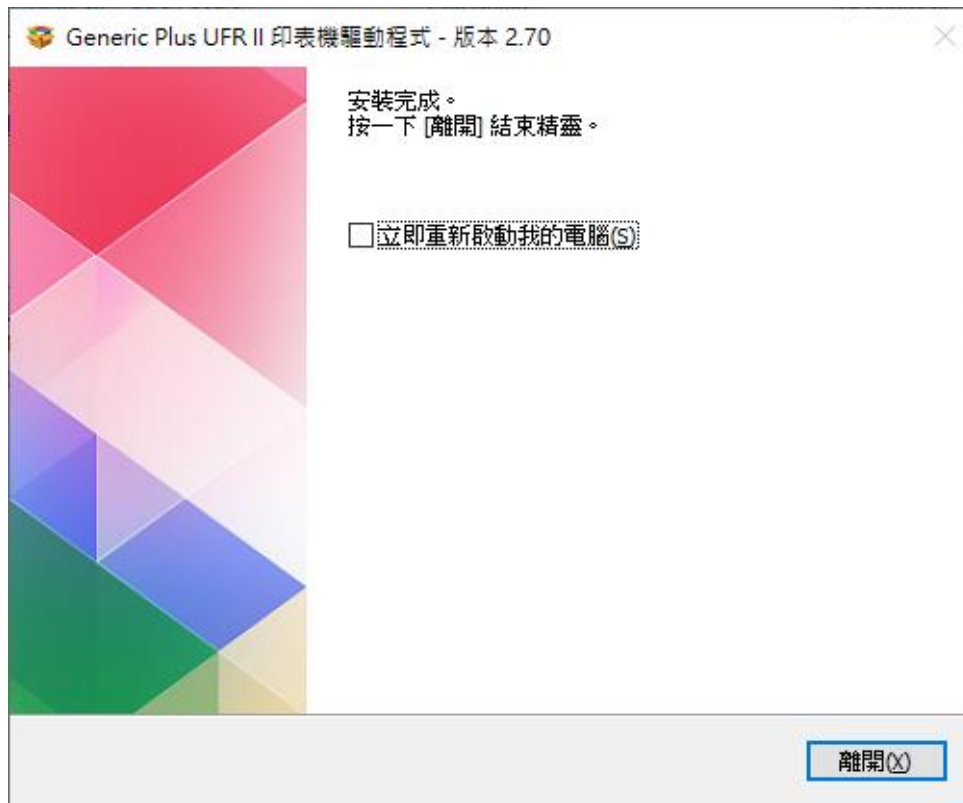 Generic Plus UFR II 印表機驅動程式 - 版本 2.70
安裝完成。
按一下 [離開] 結束精靈。
立即重新啟動我的電腦(S)
離開(X)